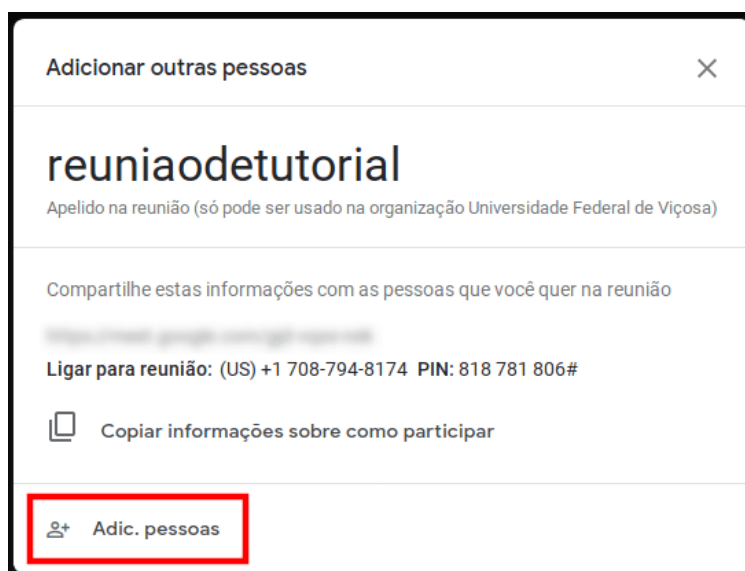 Adicionar outras pessoas
reuniaodetutorial
Apelido na reunião (só pode ser usado na organização Universidade Federal de Viçosa)
Compartilhe estas informações com as pessoas que você quer na reunião
Ligar para reunião: (US) +1 708-794-8174 PIN: 818 781 806#
Copiar informações sobre como participar
Adic. pessoas